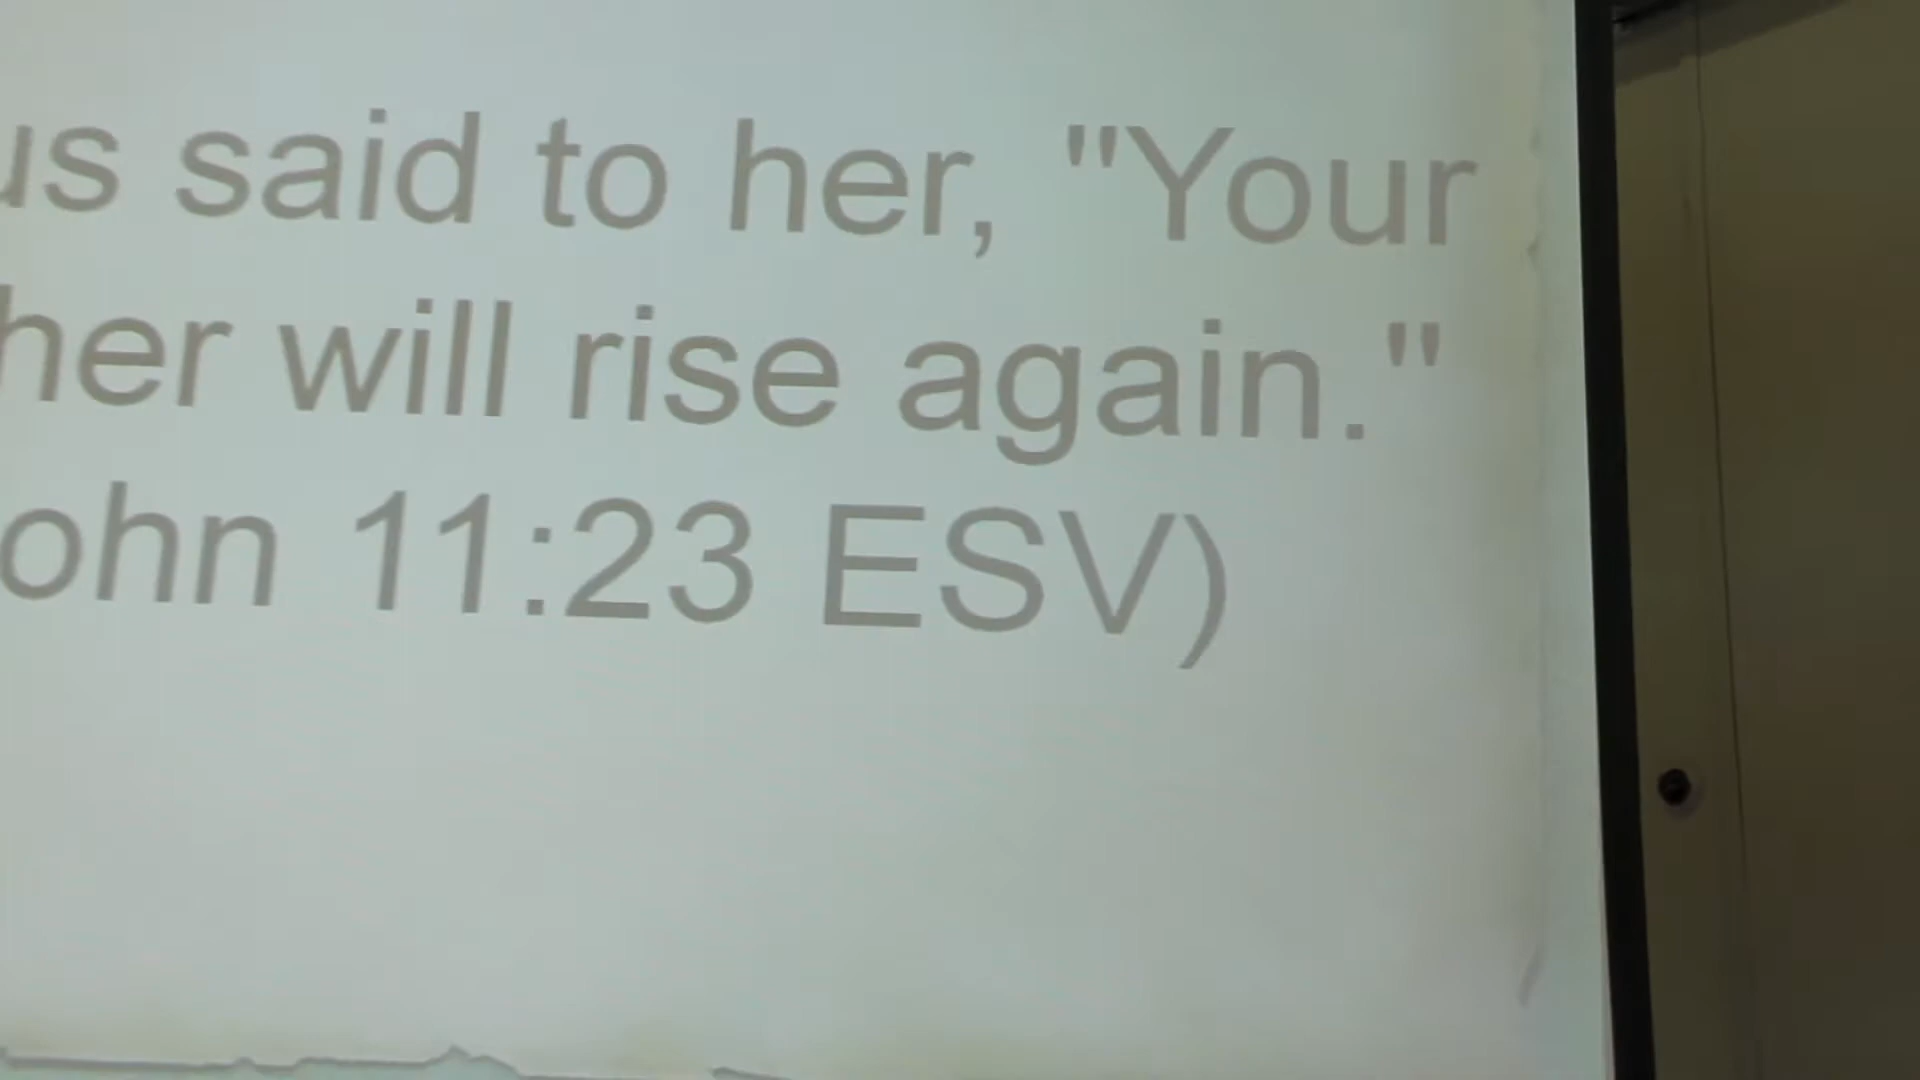 us said to her, "Your
her will rise again."
ohn 11:23 ESV)